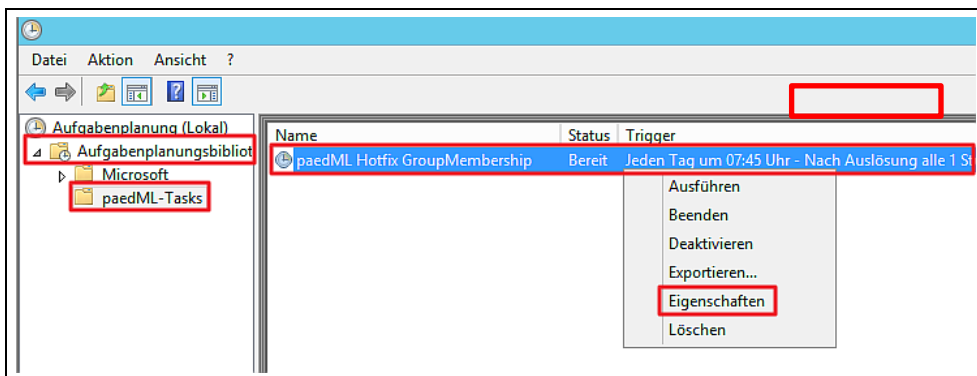 Datei Aktion Ansicht ?
Aufgabenplanung (Lokal)
Aufgabenplanungsbibliot
Microsoft
paedML-Tasks
Name Status Trigger
paedML Hotfix GroupMembership Bereit Jeden Tag um 07:45 Uhr - Nach Auslösung alle 1 St
Ausführen
Beenden
Deaktivieren
Exportieren...
Eigenschaften
Löschen